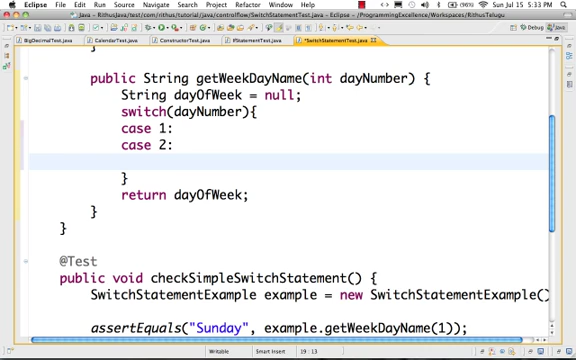 Eclipse File Edit Run Source Navigate Search Project Refactor Window Help (96%) Sun Jul 5 5:33 PM
Java - RithusJava/test/com/rithus/tutorial/java/controlflow/SwitchStatementTest.java - Eclipse - /ProgrammingExcellence/Workspaces/RithusTelugu
Debug Java
BigDecimalTest.java CalendarTest.java ConstructorTest.java IfStatementTest.java *SwitchStatementTest.java
}
public String getWeekDayName(int dayNumber) {
String dayOfWeek = null;
switch(dayNumber){
case 1:
case 2:
}
return dayOfWeek;
}
}
@Test
public void checkSimpleSwitchStatement() {
SwitchStatementExample example = new SwitchStatementExample()
assertEquals("Sunday", example.getWeekDayName(1));
Writable Smart Insert 19 : 13